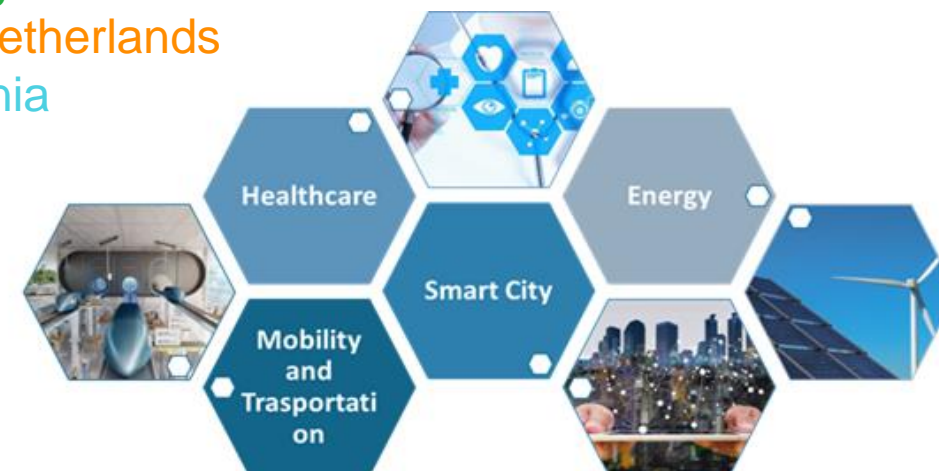 etherlands
nia
Healthcare
Energy
Smart City
Mobility
and
Trasportati
on